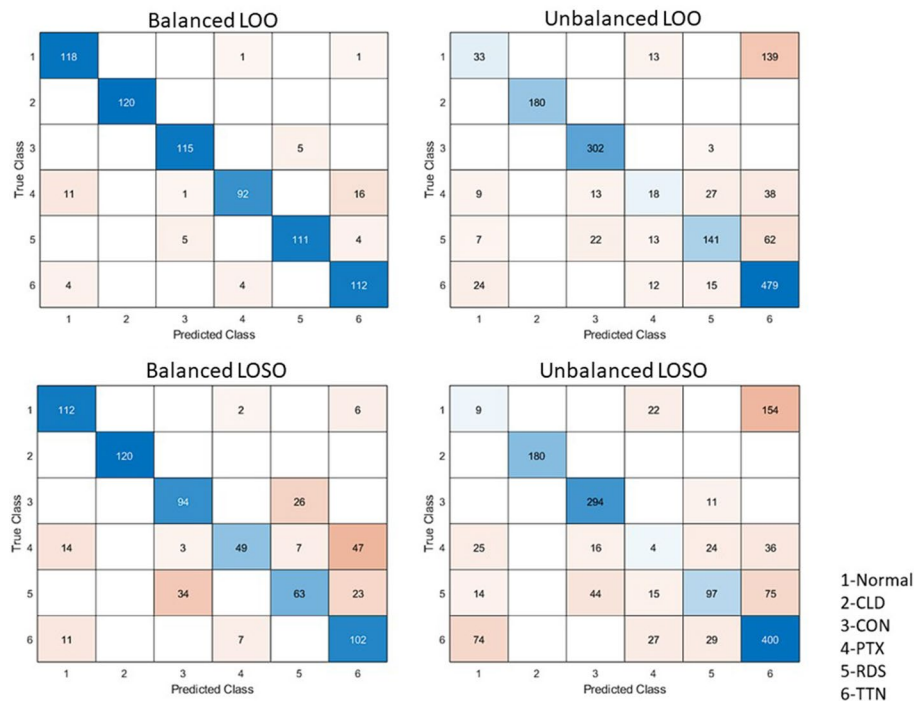 Balanced LOO
Unbalanced LOO
1 118 1 1
2 120
3 115 5
4 11 1 92 16
5 5 111 4
6 4 4 112
1 2 3 4 5 6
Predicted Class
True Class
1 33 13 139
2 180
3 302 3
4 9 13 18 27 38
5 7 22 13 141 62
6 24 12 15 479
1 2 3 4 5 6
Predicted Class
True Class
Balanced LOSO
Unbalanced LOSO
1 112 2 6
2 120
3 94 26
4 14 3 49 7 47
5 34 63 23
6 11 7 102
1 2 3 4 5 6
Predicted Class
True Class
1 9 22 154
2 180
3 294 11
4 25 16 4 24 36
5 14 44 15 97 75
6 74 27 29 400
1 2 3 4 5 6
Predicted Class
True Class
1-Normal
2-CLD
3-CON
4-PTX
5-RDS
6-TTN